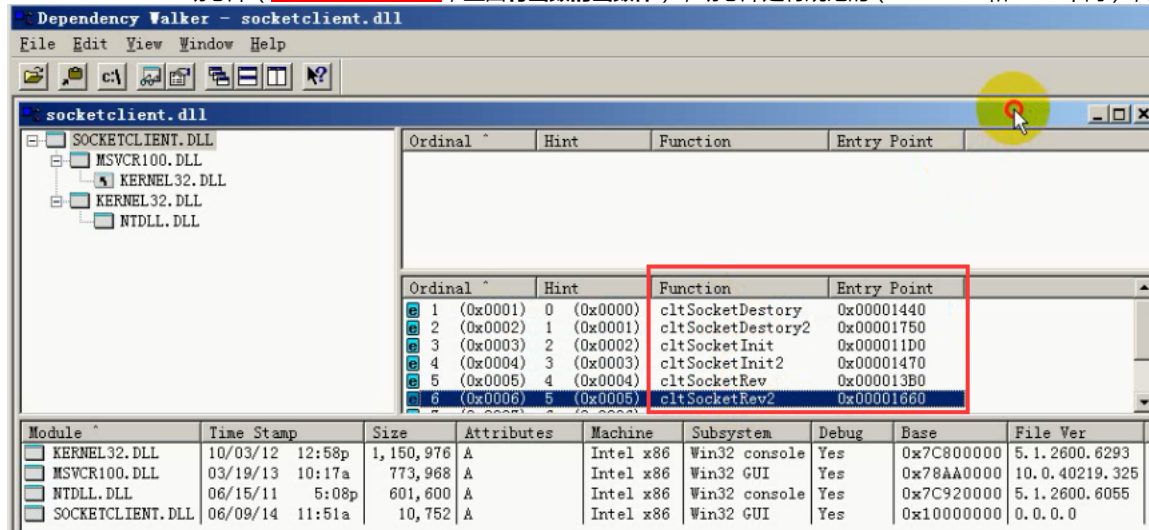 Dependency Walker - socketclient.dll
File Edit View Window Help
c:\
socketclient.dll
SOCKETCLIENT.DLL
MSVCR100.DLL
KERNEL32.DLL
KERNEL32.DLL
NTDLL.DLL
Ordinal ^ Hint Function Entry Point
Ordinal ^ Hint Function Entry Point
1 (0x0001) 0 (0x0000) cltSocketDestory 0x00001440
2 (0x0002) 1 (0x0001) cltSocketDestory2 0x00001750
3 (0x0003) 2 (0x0002) cltSocketInit 0x000011D0
4 (0x0004) 3 (0x0003) cltSocketInit2 0x00001470
5 (0x0005) 4 (0x0004) cltSocketRev 0x000013B0
6 (0x0006) 5 (0x0005) cltSocketRev2 0x00001660
Module ^ Time Stamp Size Attributes Machine Subsystem Debug Base File Ver
KERNEL32.DLL 10/03/12 12:58p 1,150,976 A Intel x86 Win32 console Yes 0x7C800000 5.1.2600.6293
MSVCR100.DLL 03/19/13 10:17a 773,968 A Intel x86 Win32 GUI Yes 0x78AA0000 10.0.40219.325
NTDLL.DLL 06/15/11 5:08p 601,600 A Intel x86 Win32 console Yes 0x7C920000 5.1.2600.6055
SOCKETCLIENT.DLL 06/09/14 11:51a 10,752 A Intel x86 Win32 GUI Yes 0x10000000 0.0.0.0